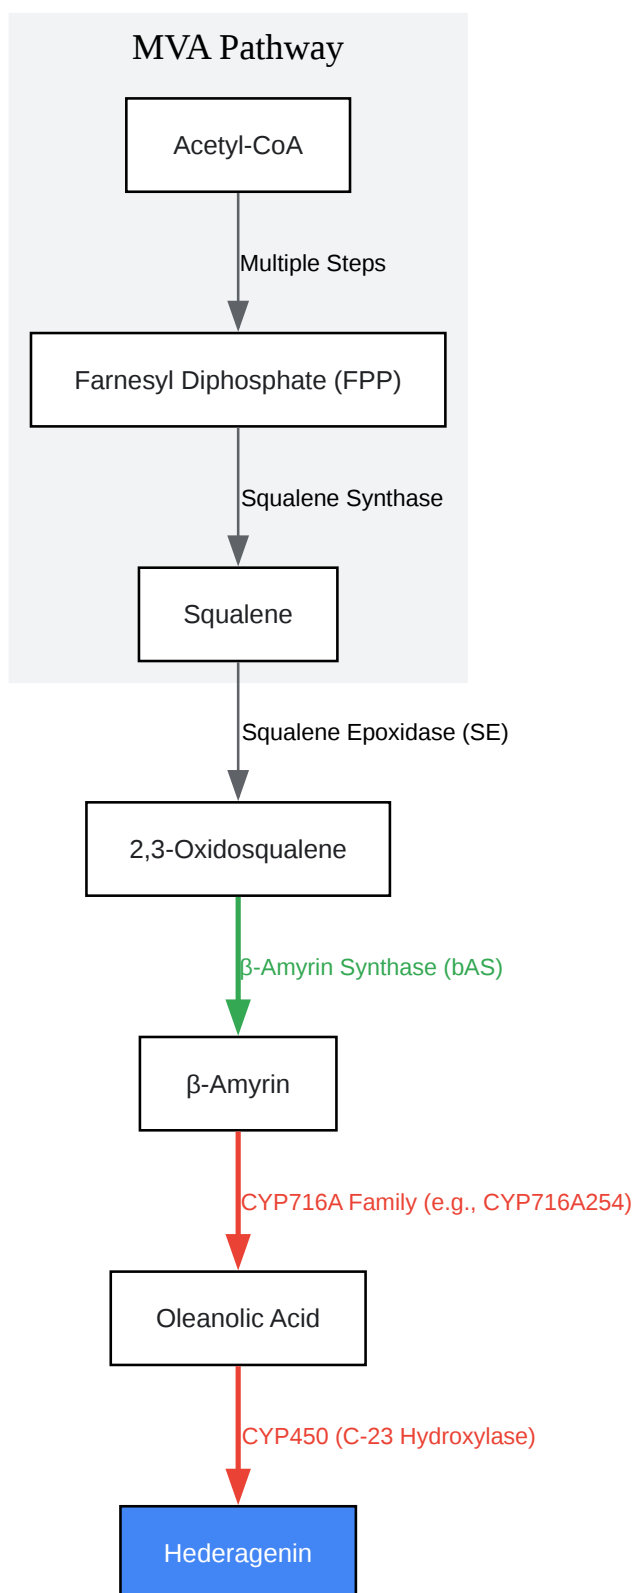 MVA Pathway
Acetyl-CoA
Multiple Steps
Farnesyl Diphosphate (FPP)
Squalene Synthase
Squalene
Squalene Epoxidase (SE)
2,3-Oxidosqualene
β-Amyrin Synthase (bAS)
β-Amyrin
CYP716A Family (e.g., CYP716A254)
Oleanolic Acid
CYP450 (C-23 Hydroxylase)
Hederagenin